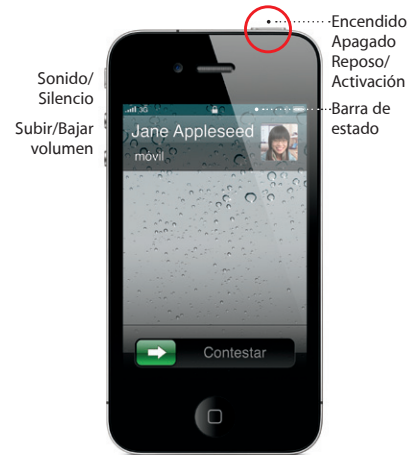 Encendido
Apagado
Reposo/
Activación
Sonido/
Silencio
Barra de
estado
Subir/Bajar
volumen
3G
Jane Appleseed
móvil
Contestar